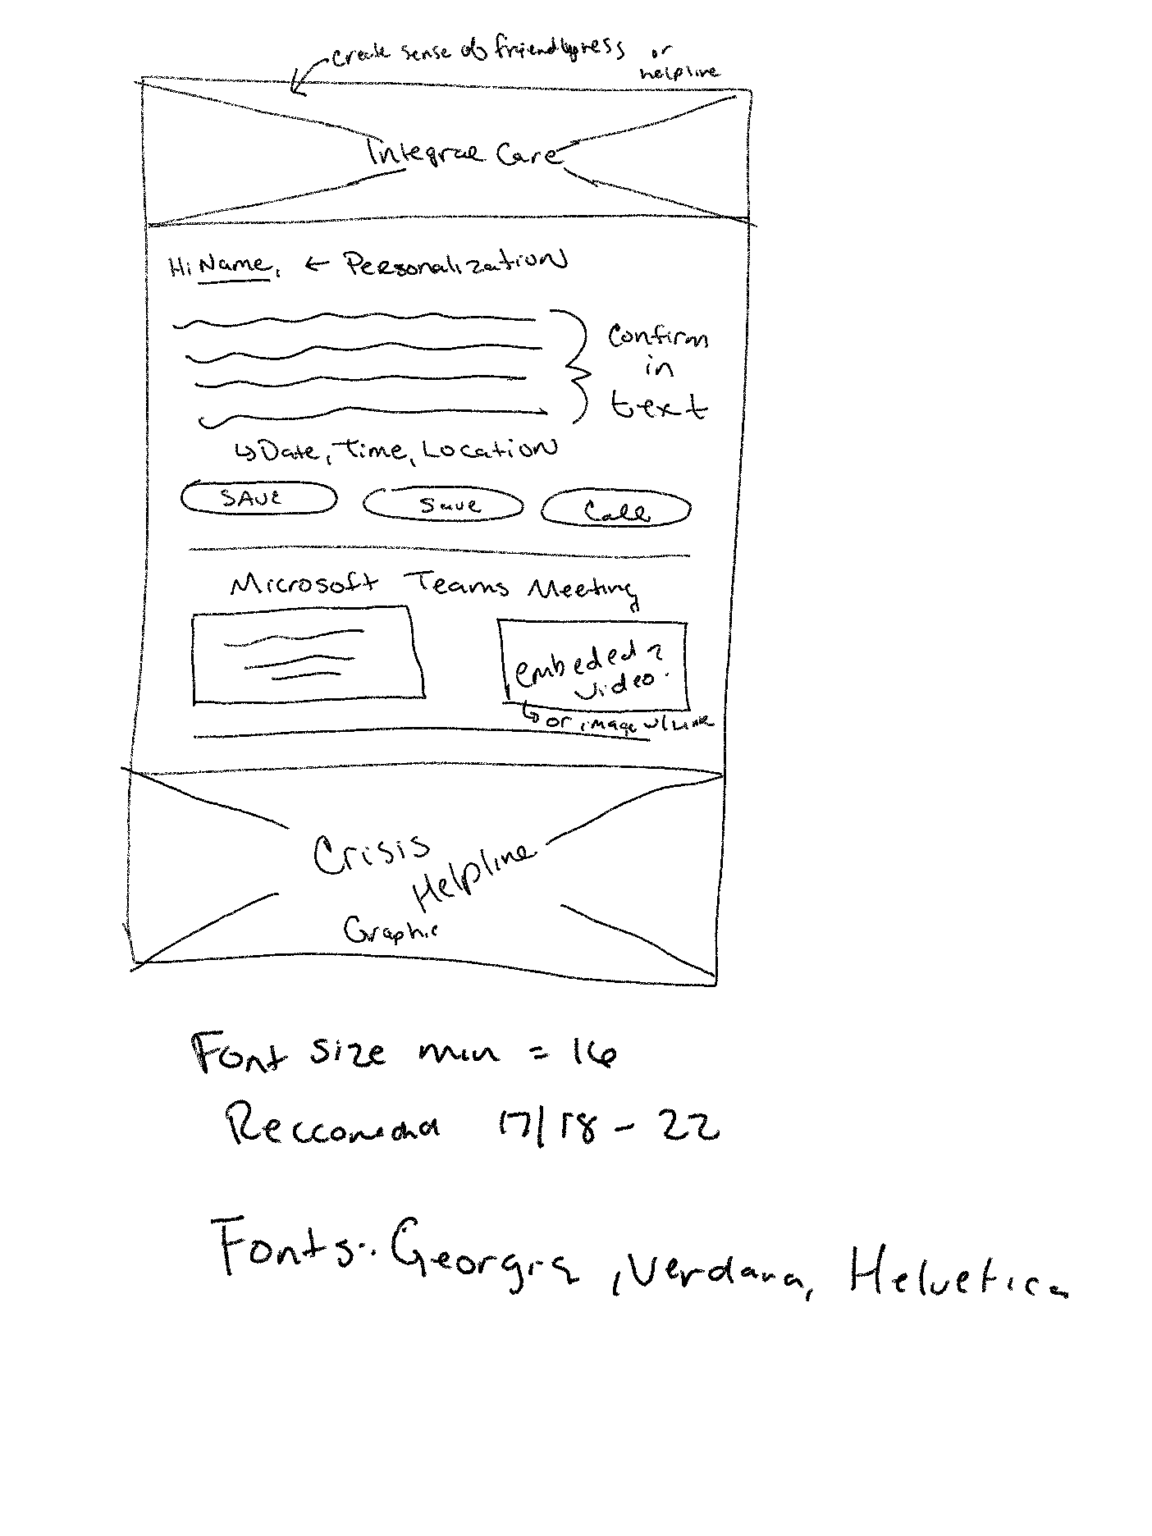 create sense of friendlyness or
helpline
Integral Care
Hi Name, ← Personalization
Confirm
in
text
↳ Date, Time, Location
SAVE
Save
Call
Microsoft Teams Meeting
embeded ?
video.
↳ or image w/ link
Crisis
Helpline
Graphic
Font size min = 16
Reccomend 17/18 - 22
Fonts: Georgia, Verdana, Helvetica